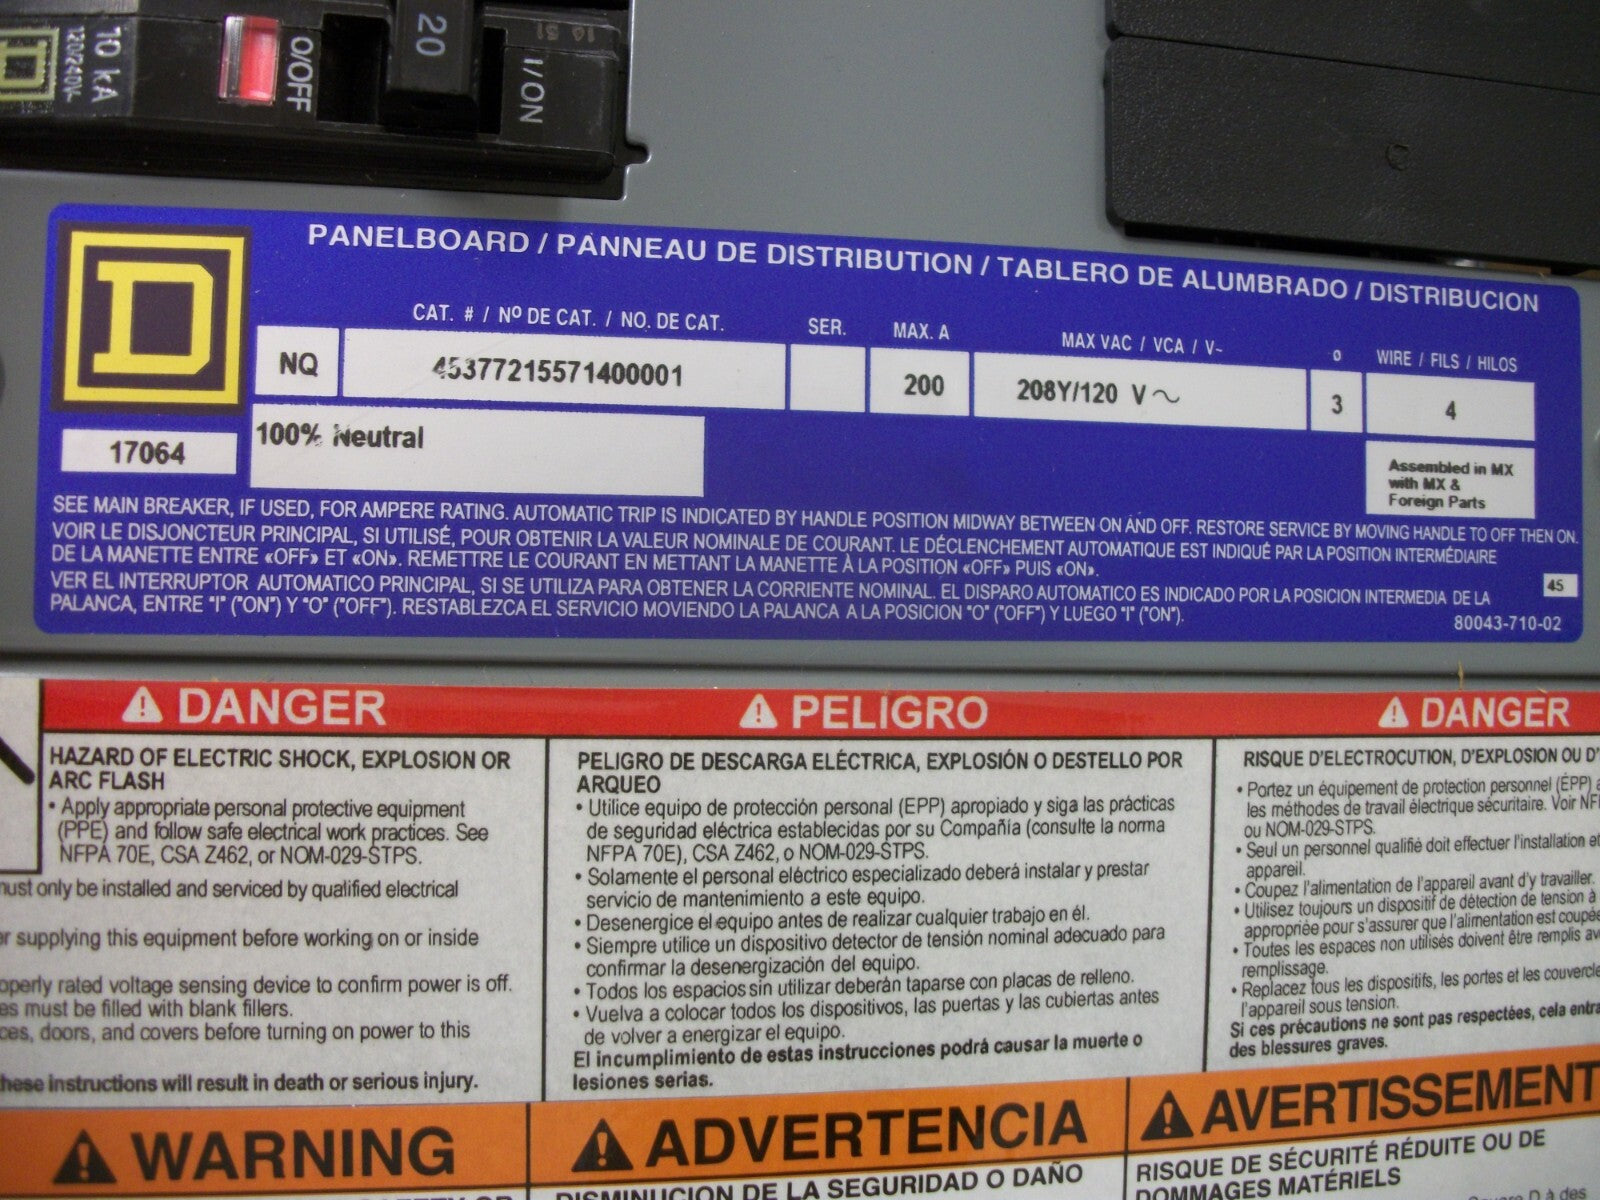 10 kA
120/240V~
O/OFF
20
I/ON
PANELBOARD / PANNEAU DE DISTRIBUTION / TABLERO DE ALUMBRADO / DISTRIBUCION
CAT. # / Nº DE CAT. / NO. DE CAT.
SER.
MAX. A
MAX VAC / VCA / V~
ø
WIRE / FILS / HILOS
NQ
45377215571400001
200
208Y/120 V~
3
4
17064
100% Neutral
Assembled in MX
with MX &
Foreign Parts
SEE MAIN BREAKER, IF USED, FOR AMPERE RATING. AUTOMATIC TRIP IS INDICATED BY HANDLE POSITION MIDWAY BETWEEN ON AND OFF. RESTORE SERVICE BY MOVING HANDLE TO OFF THEN ON.
VOIR LE DISJONCTEUR PRINCIPAL, SI UTILISÉ, POUR OBTENIR LA VALEUR NOMINALE DE COURANT. LE DÉCLENCHEMENT AUTOMATIQUE EST INDIQUÉ PAR LA POSITION INTERMÉDIAIRE
DE LA MANETTE ENTRE «OFF» ET «ON». REMETTRE LE COURANT EN METTANT LA MANETTE À LA POSITION «OFF» PUIS «ON».
VER EL INTERRUPTOR AUTOMATICO PRINCIPAL, SI SE UTILIZA PARA OBTENER LA CORRIENTE NOMINAL. EL DISPARO AUTOMATICO ES INDICADO POR LA POSICION INTERMEDIA DE LA
PALANCA, ENTRE "I" ("ON") Y "O" ("OFF"). RESTABLEZCA EL SERVICIO MOVIENDO LA PALANCA A LA POSICION "O" ("OFF") Y LUEGO "I" ("ON").
45
80043-710-02
DANGER
HAZARD OF ELECTRIC SHOCK, EXPLOSION OR
ARC FLASH
• Apply appropriate personal protective equipment
(PPE) and follow safe electrical work practices. See
NFPA 70E, CSA Z462, or NOM-029-STPS.
must only be installed and serviced by qualified electrical
supplying this equipment before working on or inside
rated voltage sensing device to confirm power is off.
must be filled with blank fillers.
doors, and covers before turning on power to this
these instructions will result in death or serious injury.
PELIGRO
PELIGRO DE DESCARGA ELÉCTRICA, EXPLOSIÓN O DESTELLO POR
ARQUEO
• Utilice equipo de protección personal (EPP) apropiado y siga las prácticas
de seguridad eléctrica establecidas por su Compañía (consulte la norma
NFPA 70E), CSA Z462, o NOM-029-STPS.
• Solamente el personal eléctrico especializado deberá instalar y prestar
servicio de mantenimiento a este equipo.
• Desenergice el equipo antes de realizar cualquier trabajo en él.
• Siempre utilice un dispositivo detector de tensión nominal adecuado para
confirmar la desenergización del equipo.
• Todos los espacios sin utilizar deberán taparse con placas de relleno.
• Vuelva a colocar todos los dispositivos, las puertas y las cubiertas antes
de volver a energizar el equipo.
El incumplimiento de estas instrucciones podrá causar la muerte o
lesiones serias.
DANGER
RISQUE D'ELECTROCUTION, D'EXPLOSION OU
• Portez un équipement de protection personnel (ÉPP)
les méthodes de travail électrique sécuritaire. Voir
ou NOM-029-STPS.
• Seul un personnel qualifié doit effectuer l'installation et
appareil.
• Coupez l'alimentation de l'appareil avant d'y travailler.
• Utilisez toujours un dispositif de détection de tension à
appropriée pour s'assurer que l'alimentation est coupée
• Toutes les espaces non utilisés doivent être remplis
remplissage.
• Replacez tous les dispositifs, les portes et les
l'appareil sous tension.
Si ces précautions ne sont pas respectées, cela
des blessures graves.
WARNING
ADVERTENCIA
DISMINUCIÓN DE LA SEGURIDAD O DAÑO
AVERTISSEMENT
RISQUE DE SÉCURITÉ RÉDUITE OU DE
DOMMAGES MATÉRIELS